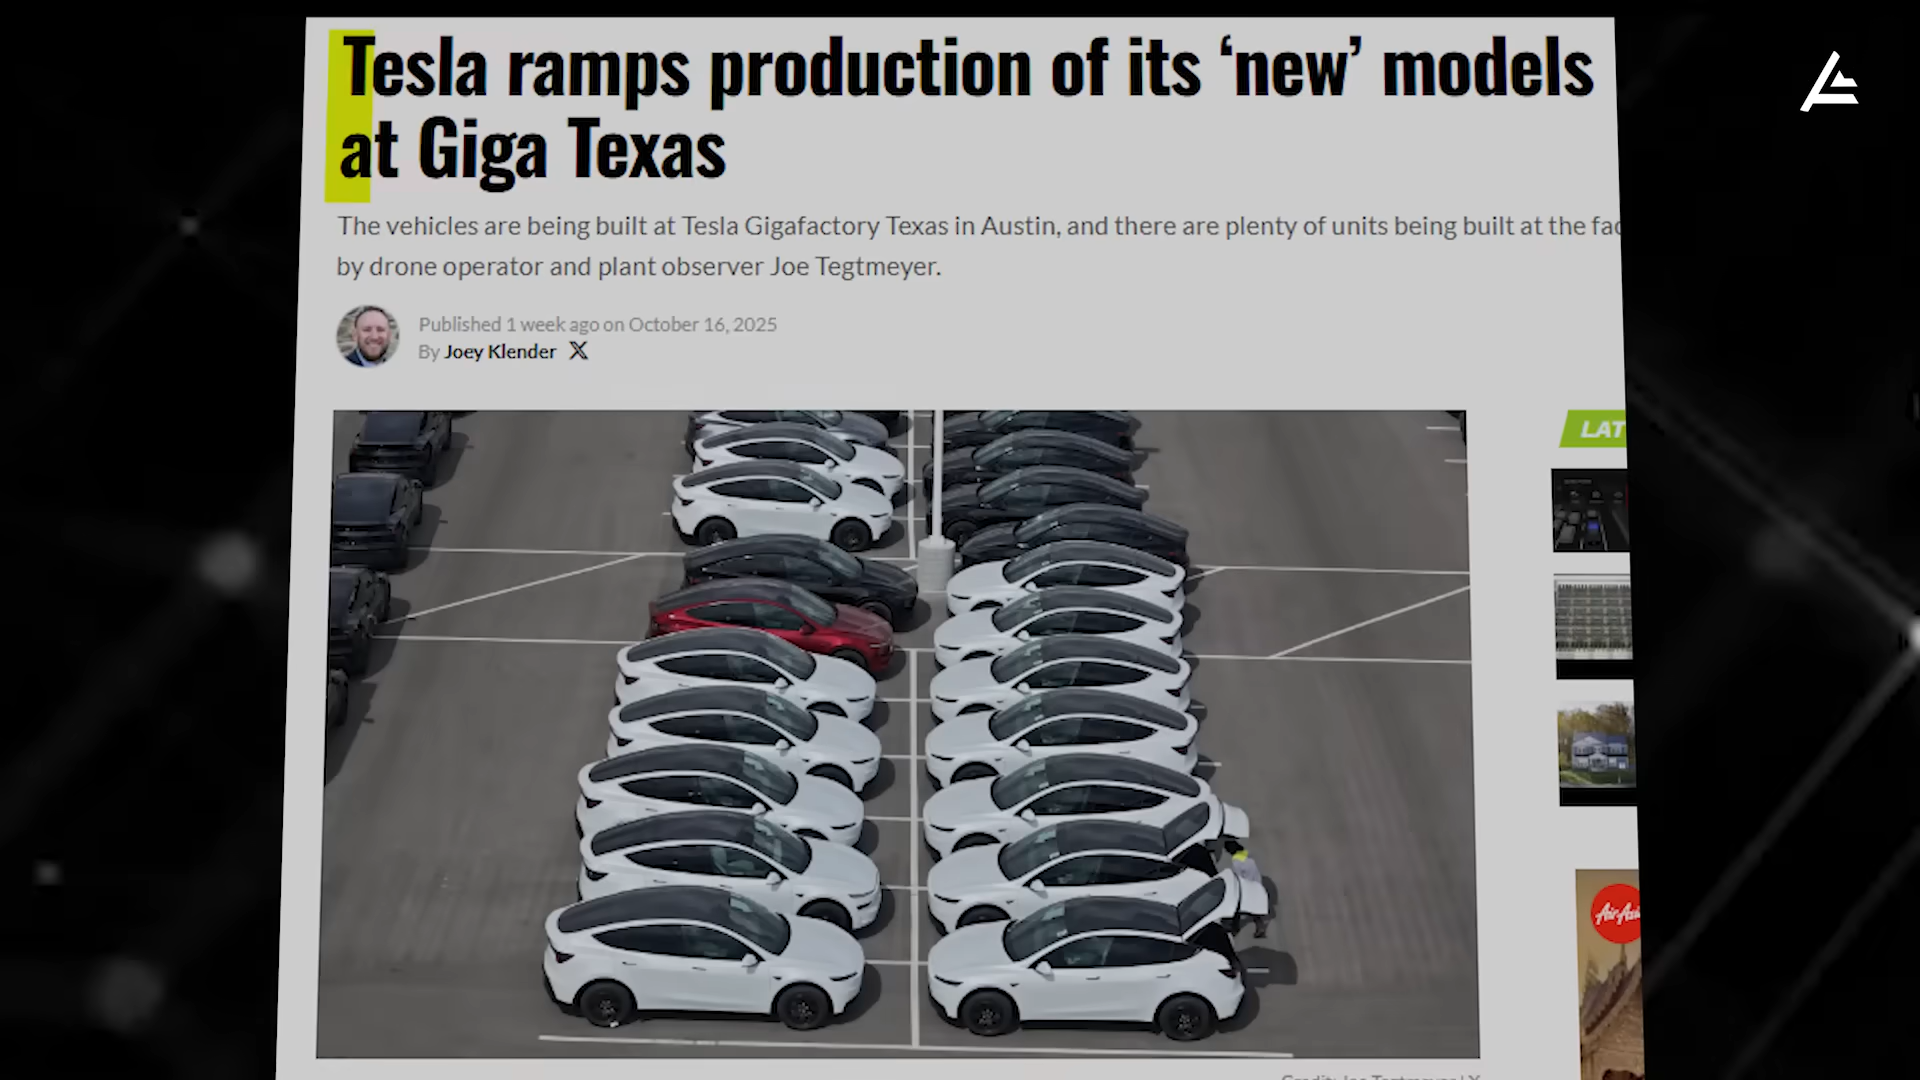 Tesla ramps production of its ‘new’ models
at Giga Texas
The vehicles are being built at Tesla Gigafactory Texas in Austin, and there are plenty of units being built at the
by drone operator and plant observer Joe Tegtmeyer.
Published 1 week ago on October 16, 2025
By Joey Klender X
LAT